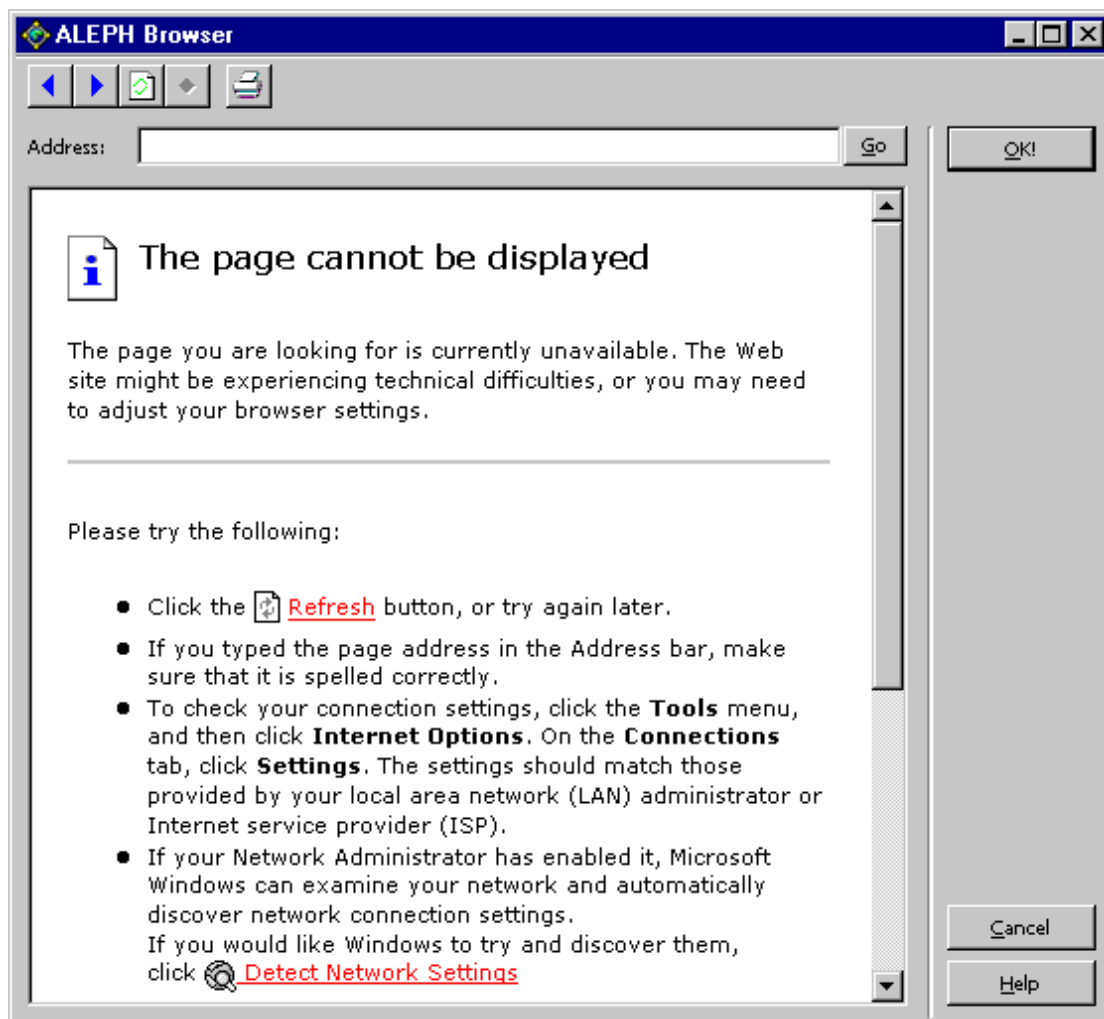 ALEPH Browser
Address:
Go
OK!
The page cannot be displayed
The page you are looking for is currently unavailable. The Web
site might be experiencing technical difficulties, or you may need
to adjust your browser settings.
Please try the following:
Click the Refresh button, or try again later.
If you typed the page address in the Address bar, make
sure that it is spelled correctly.
To check your connection settings, click the Tools menu,
and then click Internet Options. On the Connections
tab, click Settings. The settings should match those
provided by your local area network (LAN) administrator or
Internet service provider (ISP).
If your Network Administrator has enabled it, Microsoft
Windows can examine your network and automatically
discover network connection settings.
If you would like Windows to try and discover them,
click Detect Network Settings
Cancel
Help